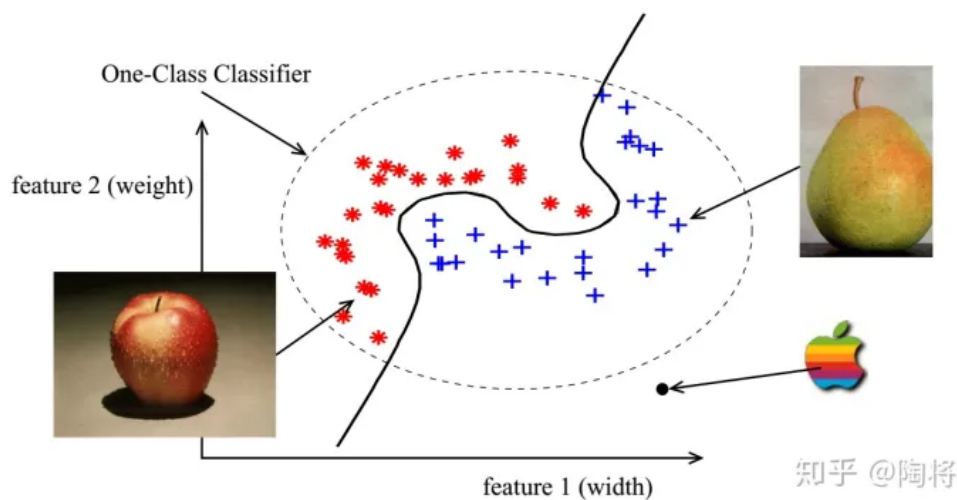 One-Class Classifier
feature 2 (weight)
feature 1 (width)
知乎 @陶将